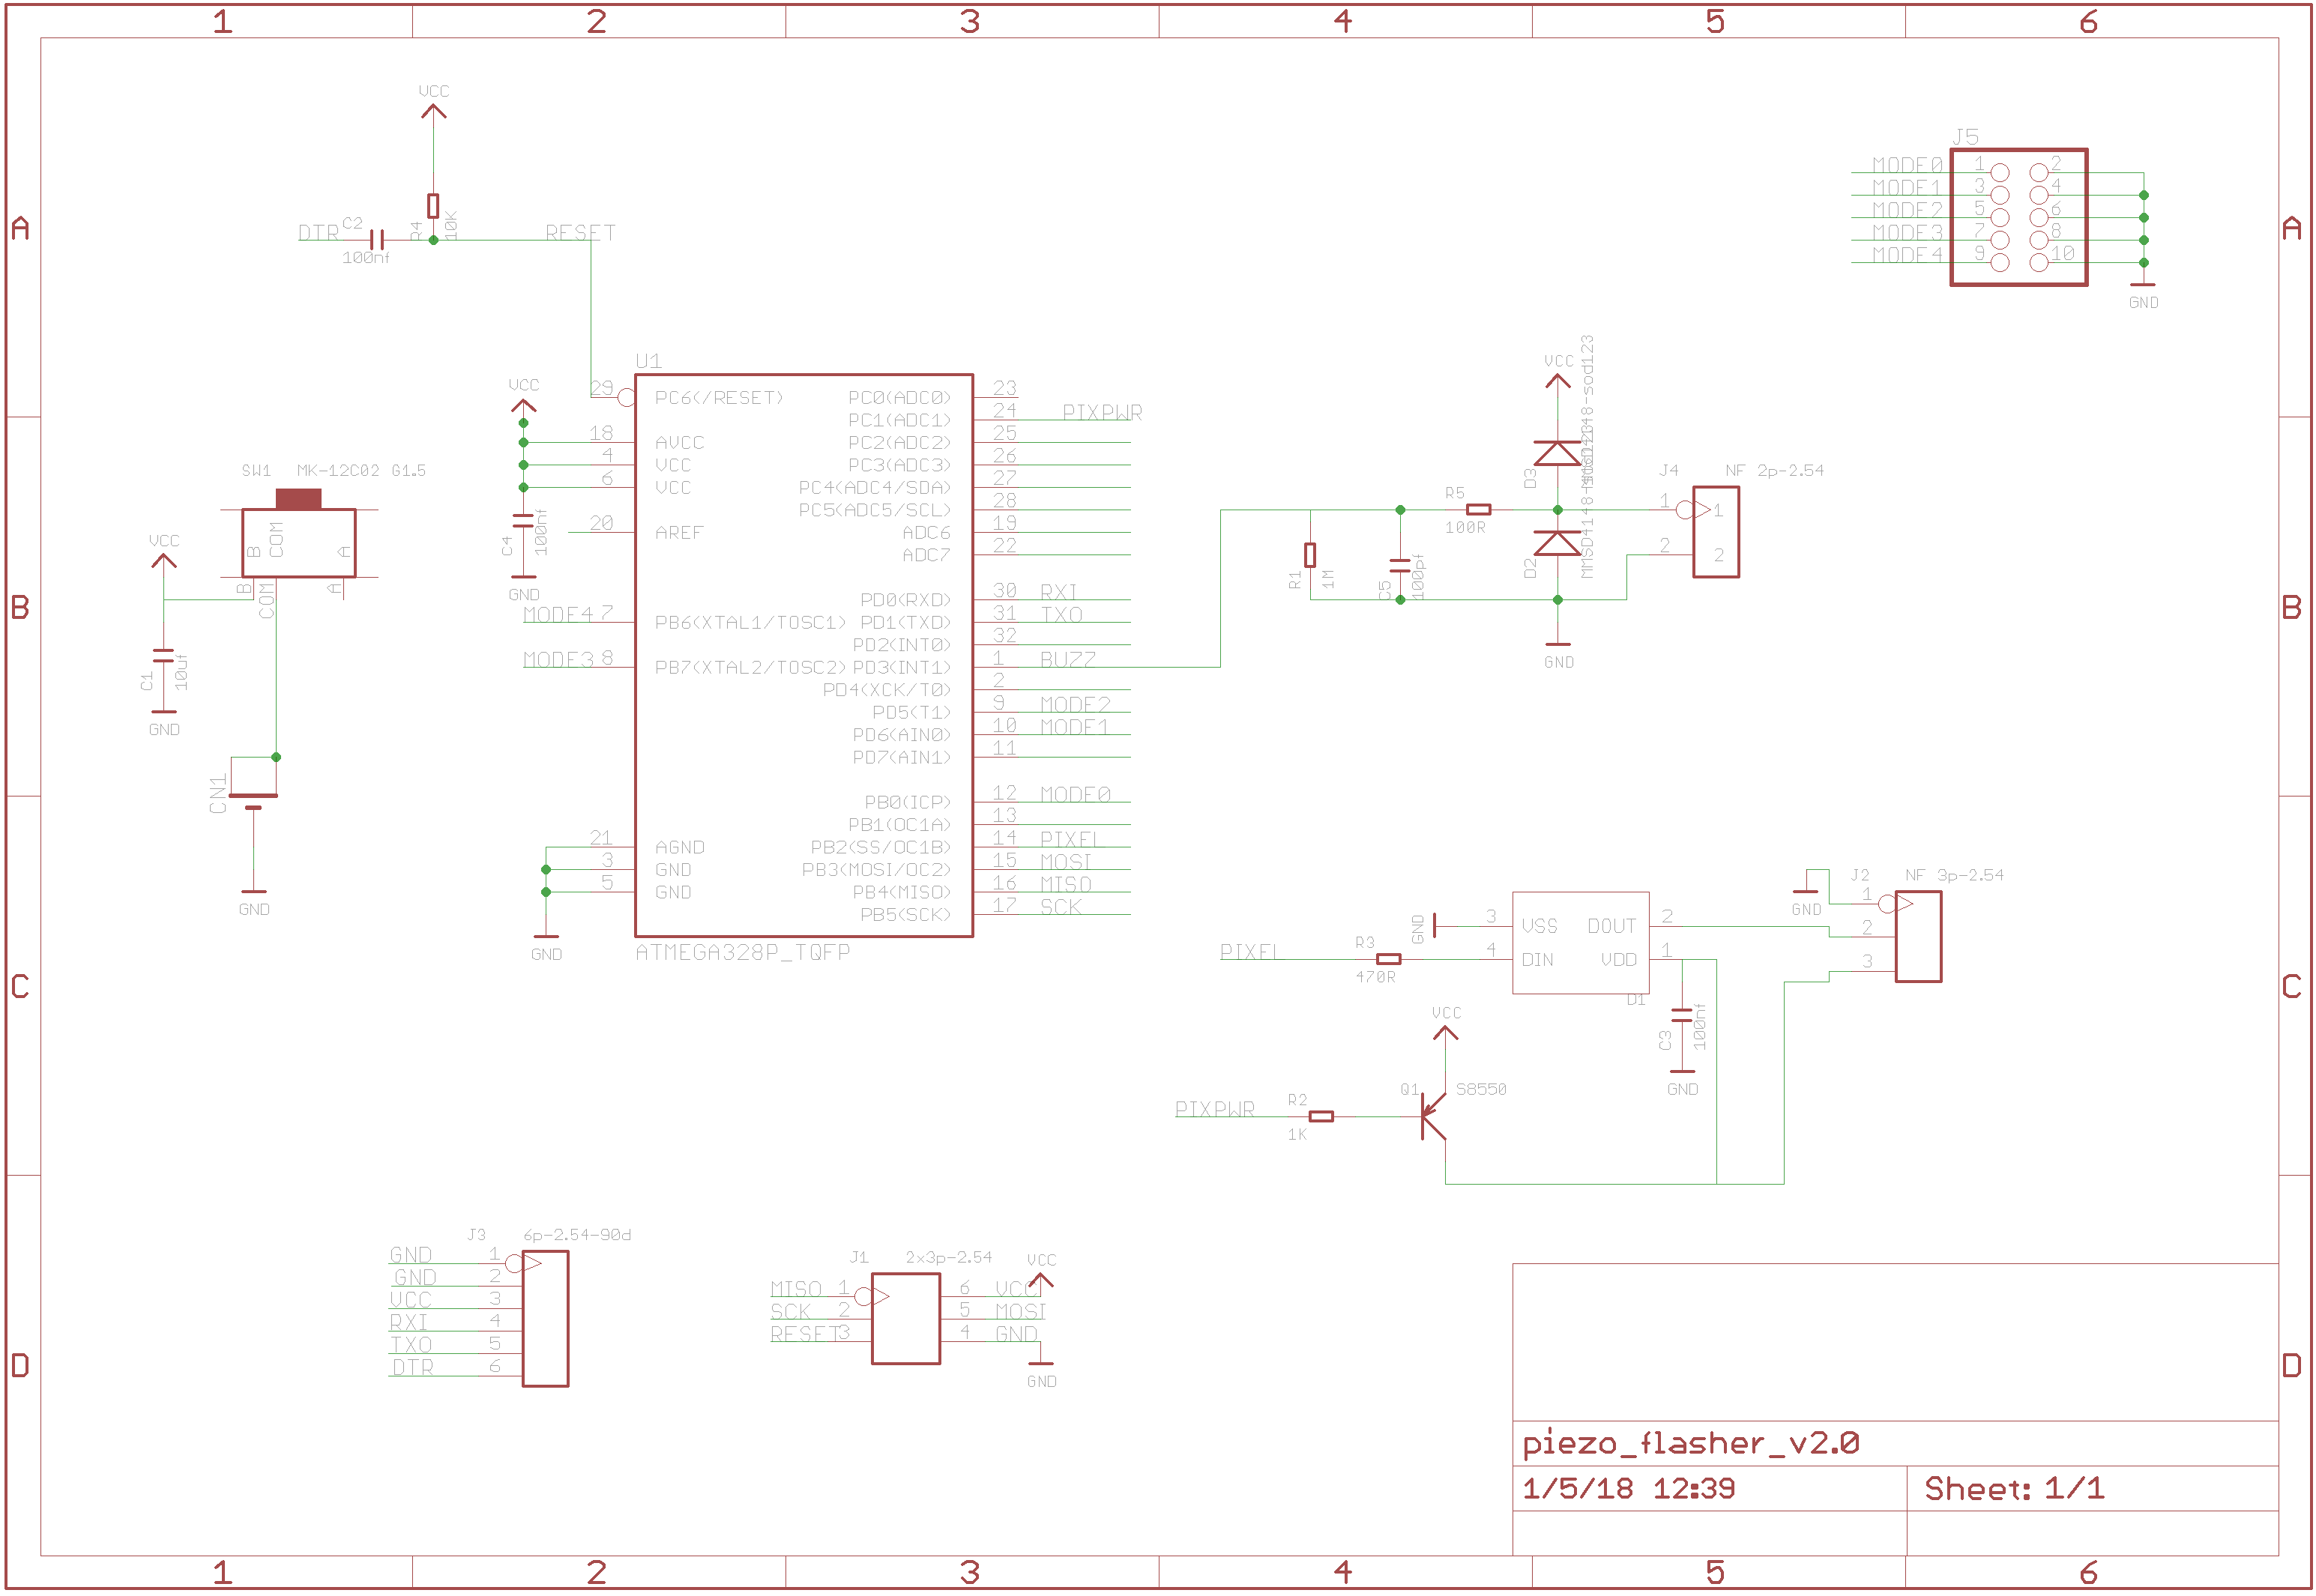 1 2 3 4 5 6
A
A
B
B
C
C
D
D
VCC
DTR
C2
100nf
R4
10K
RESET
J5
MODE0 1 2
MODE1 3 4
MODE2 5 6
MODE3 7 8
MODE4 9 10
GND
SW1 MK-12C02 G1.5
B
COM
A
B
COM
A
VCC
C1
10uf
GND
CN1
GND
VCC
C4
100nf
GND
U1
29 PC6(/RESET)
18 AVCC
4 VCC
6 VCC
20 AREF
MODE4 7 PB6(XTAL1/TOSC1)
MODE3 8 PB7(XTAL2/TOSC2)
21 AGND
3 GND
5 GND
GND
PC0(ADC0) 23
PC1(ADC1) 24 PIXPWR
PC2(ADC2) 25
PC3(ADC3) 26
PC4(ADC4/SDA) 27
PC5(ADC5/SCL) 28
ADC6 19
ADC7 22
PD0(RXD) 30 RXI
PD1(TXD) 31 TXO
PD2(INT0) 32
PD3(INT1) 1 BUZZ
PD4(XCK/T0) 2
PD5(T1) 9 MODE2
PD6(AIN0) 10 MODE1
PD7(AIN1) 11
PB0(ICP) 12 MODE0
PB1(OC1A) 13
PB2(SS/OC1B) 14 PIXEL
PB3(MOSI/OC2) 15 MOSI
PB4(MISO) 16 MISO
PB5(SCK) 17 SCK
ATMEGA328P_TQFP
VCC
D3
D2
R5
100R
R1
1M
C5
100pf
GND
J4 NF 2p-2.54
1 1
2 2
PIXEL
R3
470R
GND
3 VSS DOUT 2
4 DIN VDD 1
D1
C3
100nf
GND
GND
J2 NF 3p-2.54
1
2
3
VCC
Q1 S8550
PIXPWR
R2
1K
J3 6p-2.54-90d
GND 1
GND 2
VCC 3
RXI 4
TXO 5
DTR 6
J1 2x3p-2.54 VCC
MISO 1 6 VCC
SCK 2 5 MOSI
RESET 3 4 GND
GND
piezo_flasher_v2.0
1/5/18 12:39 Sheet: 1/1
1 2 3 4 5 6